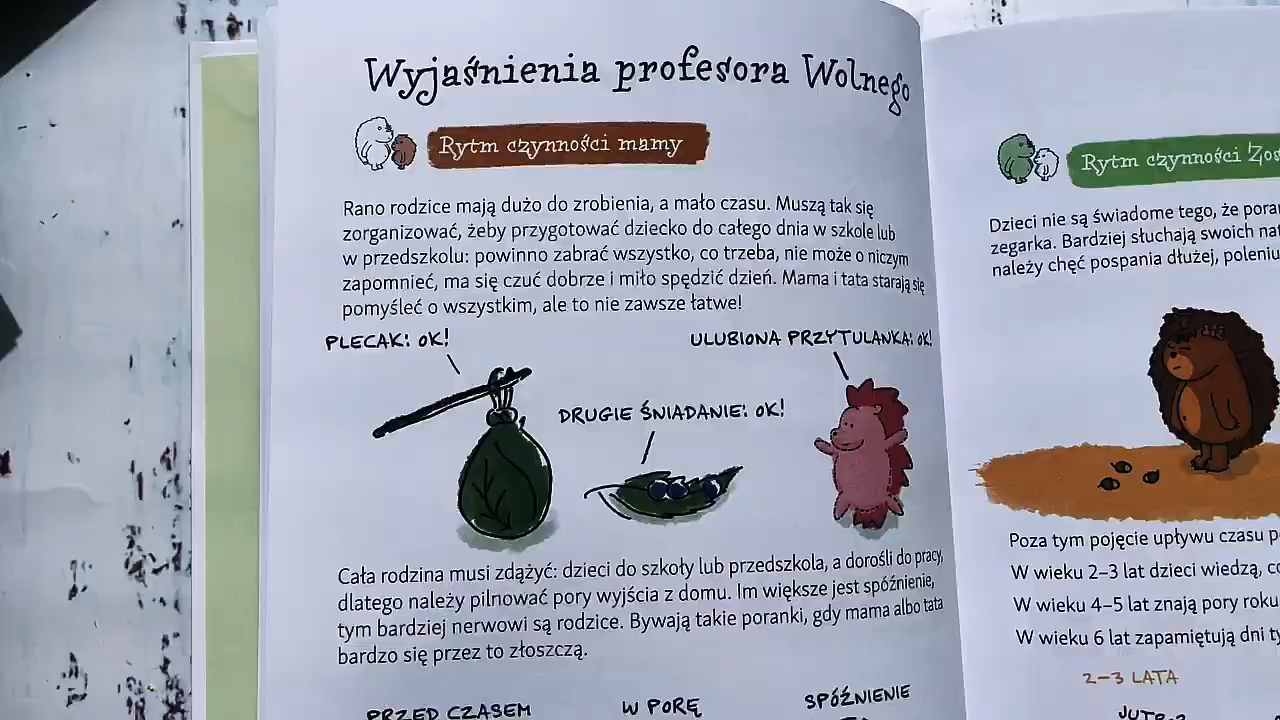 Wyjaśnienia profesora Wolnego
Rytm czynności mamy
Rano rodzice mają dużo do zrobienia, a mało czasu. Muszą tak się
zorganizować, żeby przygotować dziecko do całego dnia w szkole lub
w przedszkolu: powinno zabrać wszystko, co trzeba, nie może o niczym
zapomnieć, ma się czuć dobrze i miło spędzić dzień. Mama i tata starają się
pomyśleć o wszystkim, ale to nie zawsze łatwe!
PLECAK: OK!
ULUBIONA PRZYTULANKA: OK!
DRUGIE ŚNIADANIE: OK!
Cała rodzina musi zdążyć: dzieci do szkoły lub przedszkola, a dorośli do pracy,
dlatego należy pilnować pory wyjścia z domu. Im większe jest spóźnienie,
tym bardziej nerwowi są rodzice. Bywają takie poranki, gdy mama albo tata
bardzo się przez to złoszczą.
PRZED CZASEM
W PORĘ
SPÓŹNIENIE
Rytm czynności
Dzieci nie są świadome tego, że
zegarka. Bardziej słuchają swoich
należy chęć pospania dłużej,
Poza tym pojęcie upływu czasu
W wieku 2–3 lat dzieci wiedzą,
W wieku 4–5 lat znają pory roku
W wieku 6 lat zapamiętują dni
2–3 LATA